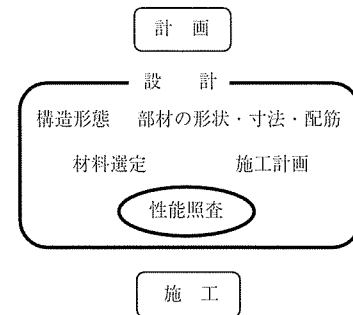 計 画
設 計
構造形態 部材の形状・寸法・配筋
材料選定 施工計画
性能照査
施 工